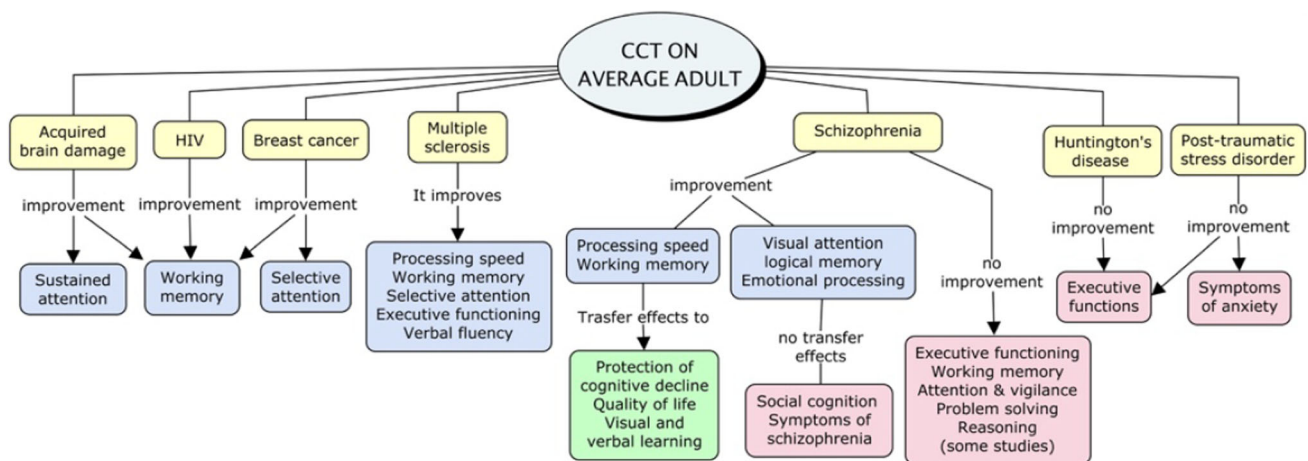 CCT ON
AVERAGE ADULT
Acquired
brain damage
HIV
Breast cancer
Multiple
sclerosis
Schizophrenia
Huntington's
disease
Post-traumatic
stress disorder
improvement
improvement
improvement
It improves
improvement
no
improvement
no
improvement
no
improvement
Sustained
attention
Working
memory
Selective
attention
Processing speed
Working memory
Selective attention
Executive functioning
Verbal fluency
Processing speed
Working memory
Visual attention
logical memory
Emotional processing
Executive
functions
Symptoms
of anxiety
Trasfer effects to
no transfer
effects
Protection of
cognitive decline
Quality of life
Visual and
verbal learning
Social cognition
Symptoms of
schizophrenia
Executive functioning
Working memory
Attention & vigilance
Problem solving
Reasoning
(some studies)